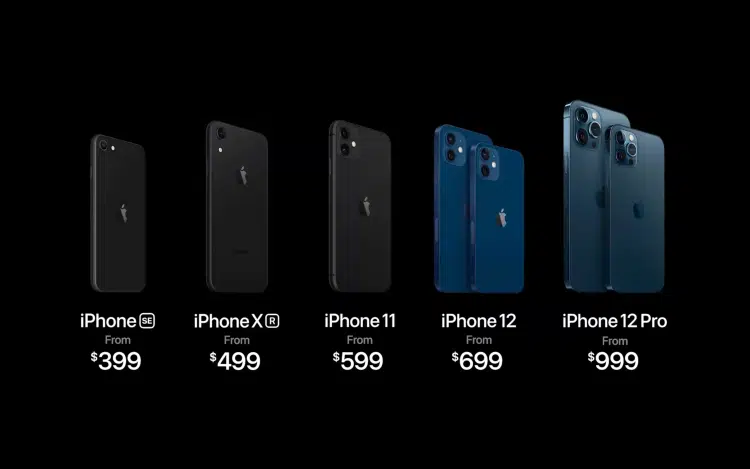 iPhone SE
From
$399
iPhone XR
From
$499
iPhone 11
From
$599
iPhone 12
From
$699
iPhone 12 Pro
From
$999